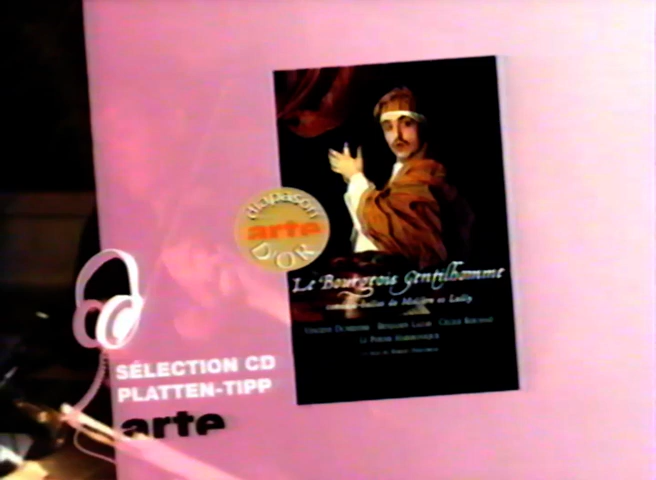 diapason
arte
D'OR
Le Bourgeois Gentilhomme
comédie-ballet de Molière et Lully
Vincent Dumestre Benjamin Lazar Cécile Roussat
Le Poème Harmonique
SÉLECTION CD
PLATTEN-TIPP
arte